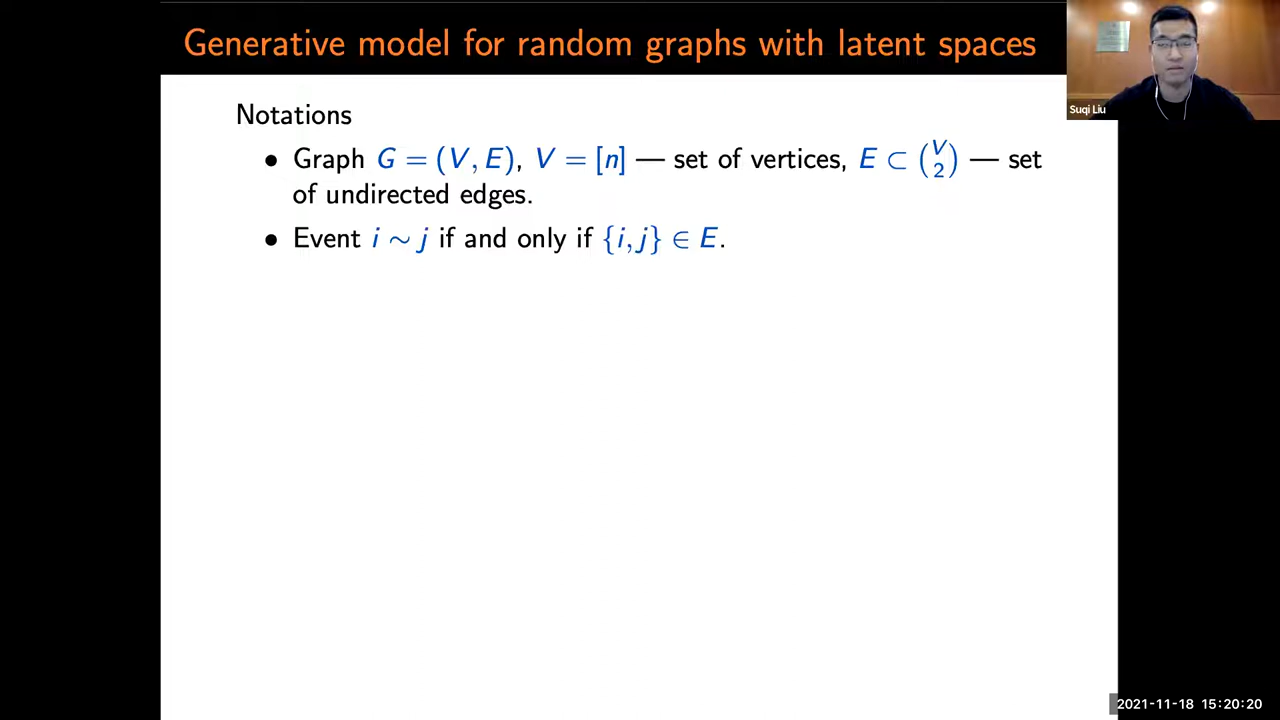 Generative model for random graphs with latent spaces
Suqi Liu
Notations
• Graph G = (V, E), V = [n] — set of vertices, E ⊂ (V 2) — set
of undirected edges.
• Event i ∼ j if and only if {i, j} ∈ E.
2021-11-18 15:20:20